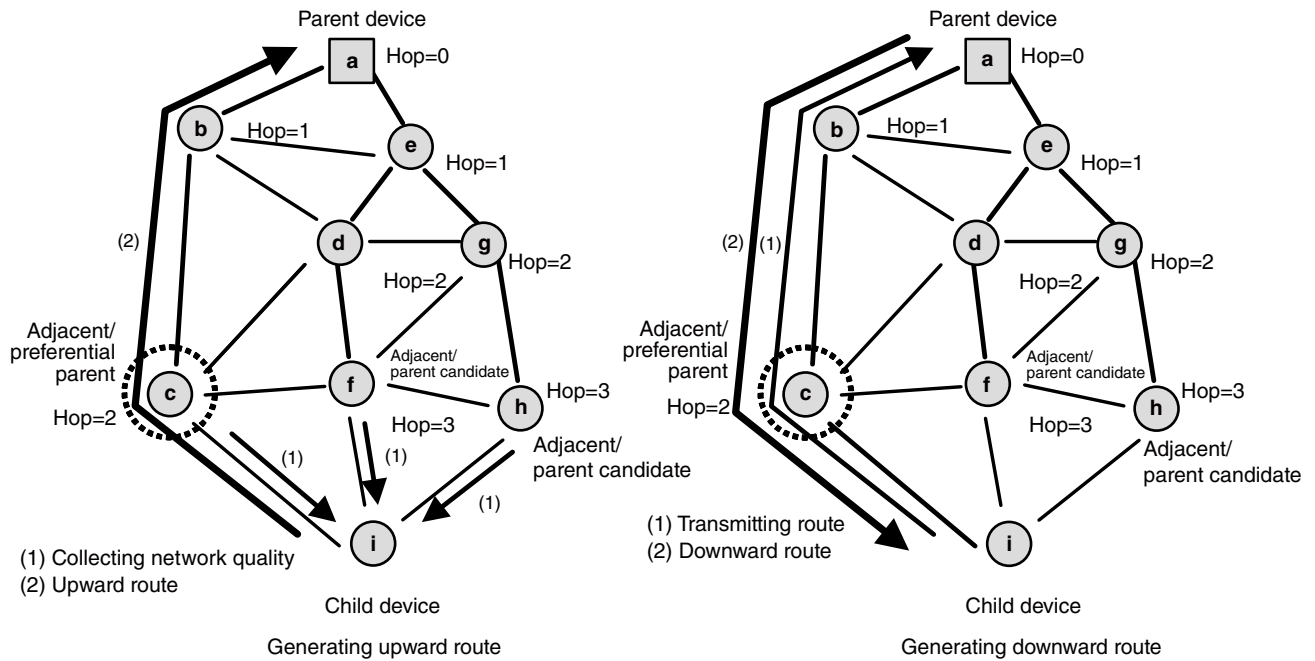 Parent device
a
Hop=0
b
Hop=1
e
Hop=1
(2)
d
g
Hop=2
Hop=2
Adjacent/
preferential
parent
c
Hop=2
f
Adjacent/
parent candidate
Hop=3
h
Hop=3
Adjacent/
parent candidate
(1)
(1)
(1)
i
(1) Collecting network quality
(2) Upward route
Child device
Generating upward route
Parent device
a
Hop=0
b
Hop=1
e
Hop=1
(2)
(1)
d
g
Hop=2
Hop=2
Adjacent/
preferential
parent
c
Hop=2
f
Adjacent/
parent candidate
Hop=3
h
Hop=3
Adjacent/
parent candidate
i
(1) Transmitting route
(2) Downward route
Child device
Generating downward route